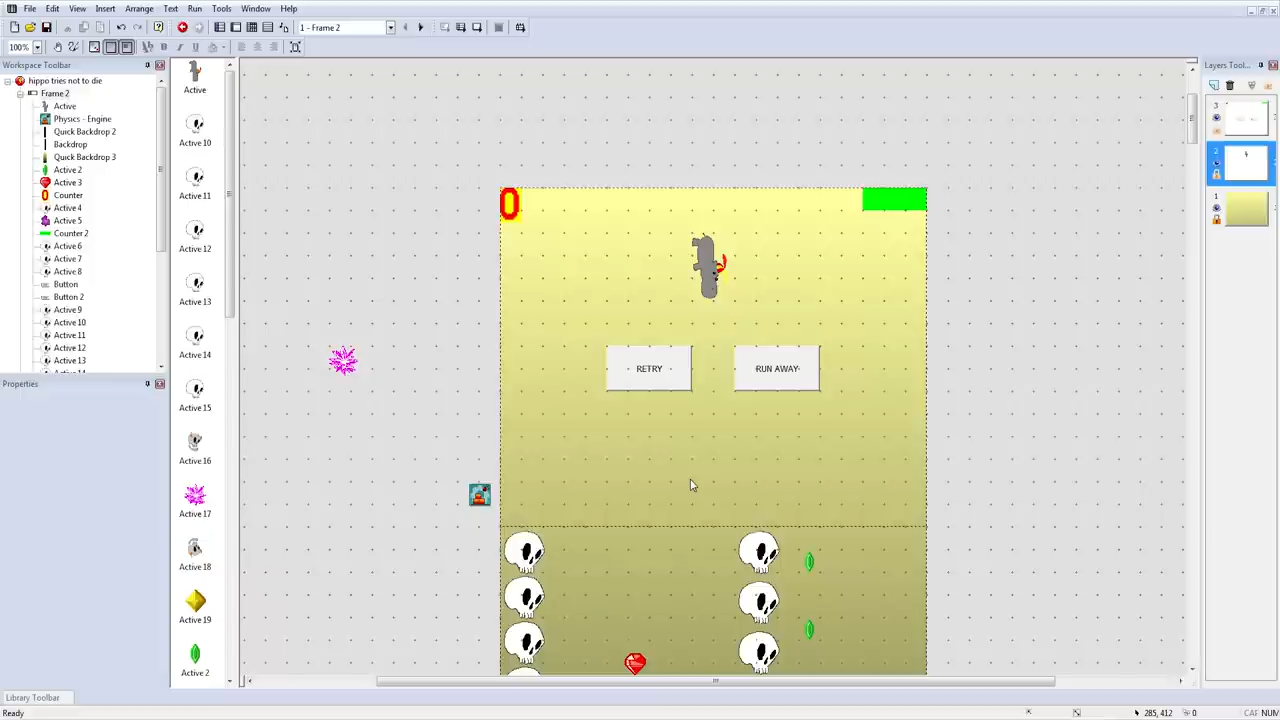 File Edit View Insert Arrange Text Run Tools Window Help
1 - Frame 2
100%
Workspace Toolbar
hippo tries not to die
Frame 2
Active
Physics - Engine
Quick Backdrop 2
Backdrop
Quick Backdrop 3
Active 2
Active 3
Counter
Active 4
Active 5
Counter 2
Active 6
Active 7
Active 8
Button
Button 2
Active 9
Active 10
Active 11
Active 12
Active 13
Properties
Active
Active 10
Active 11
Active 12
Active 13
Active 14
Active 15
Active 16
Active 17
Active 18
Active 19
Active 2
0
RETRY
RUN AWAY
Layers Tool...
3
2
1
Library Toolbar
Ready
285, 412
0
CAP NUM